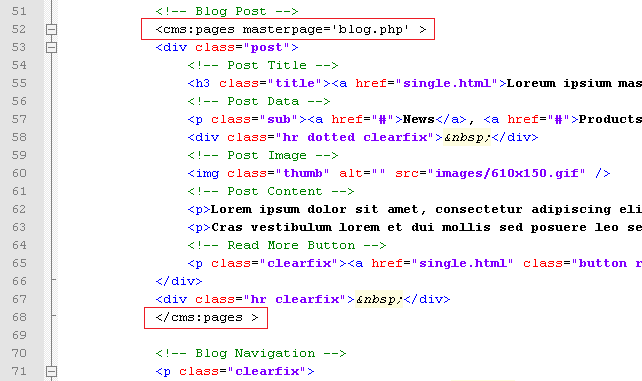 51 <!-- Blog Post -->
52 <cms:pages masterpage='blog.php' >
53 <div class="post">
54 <!-- Post Title -->
55 <h3 class="title"><a href="single.html">Loreum ipsium mas
56 <!-- Post Data -->
57 <p class="sub"><a href="#">News</a>, <a href="#">Products
58 <div class="hr dotted clearfix">&nbsp;</div>
59 <!-- Post Image -->
60 <img class="thumb" alt="" src="images/610x150.gif" />
61 <!-- Post Content -->
62 <p>Lorem ipsum dolor sit amet, consectetur adipiscing eli
63 <p>Cras vestibulum lorem et dui mollis sed posuere leo se
64 <!-- Read More Button -->
65 <p class="clearfix"><a href="single.html" class="button r
66 </div>
67 <div class="hr clearfix">&nbsp;</div>
68 </cms:pages >
69
70 <!-- Blog Navigation -->
71 <p class="clearfix">